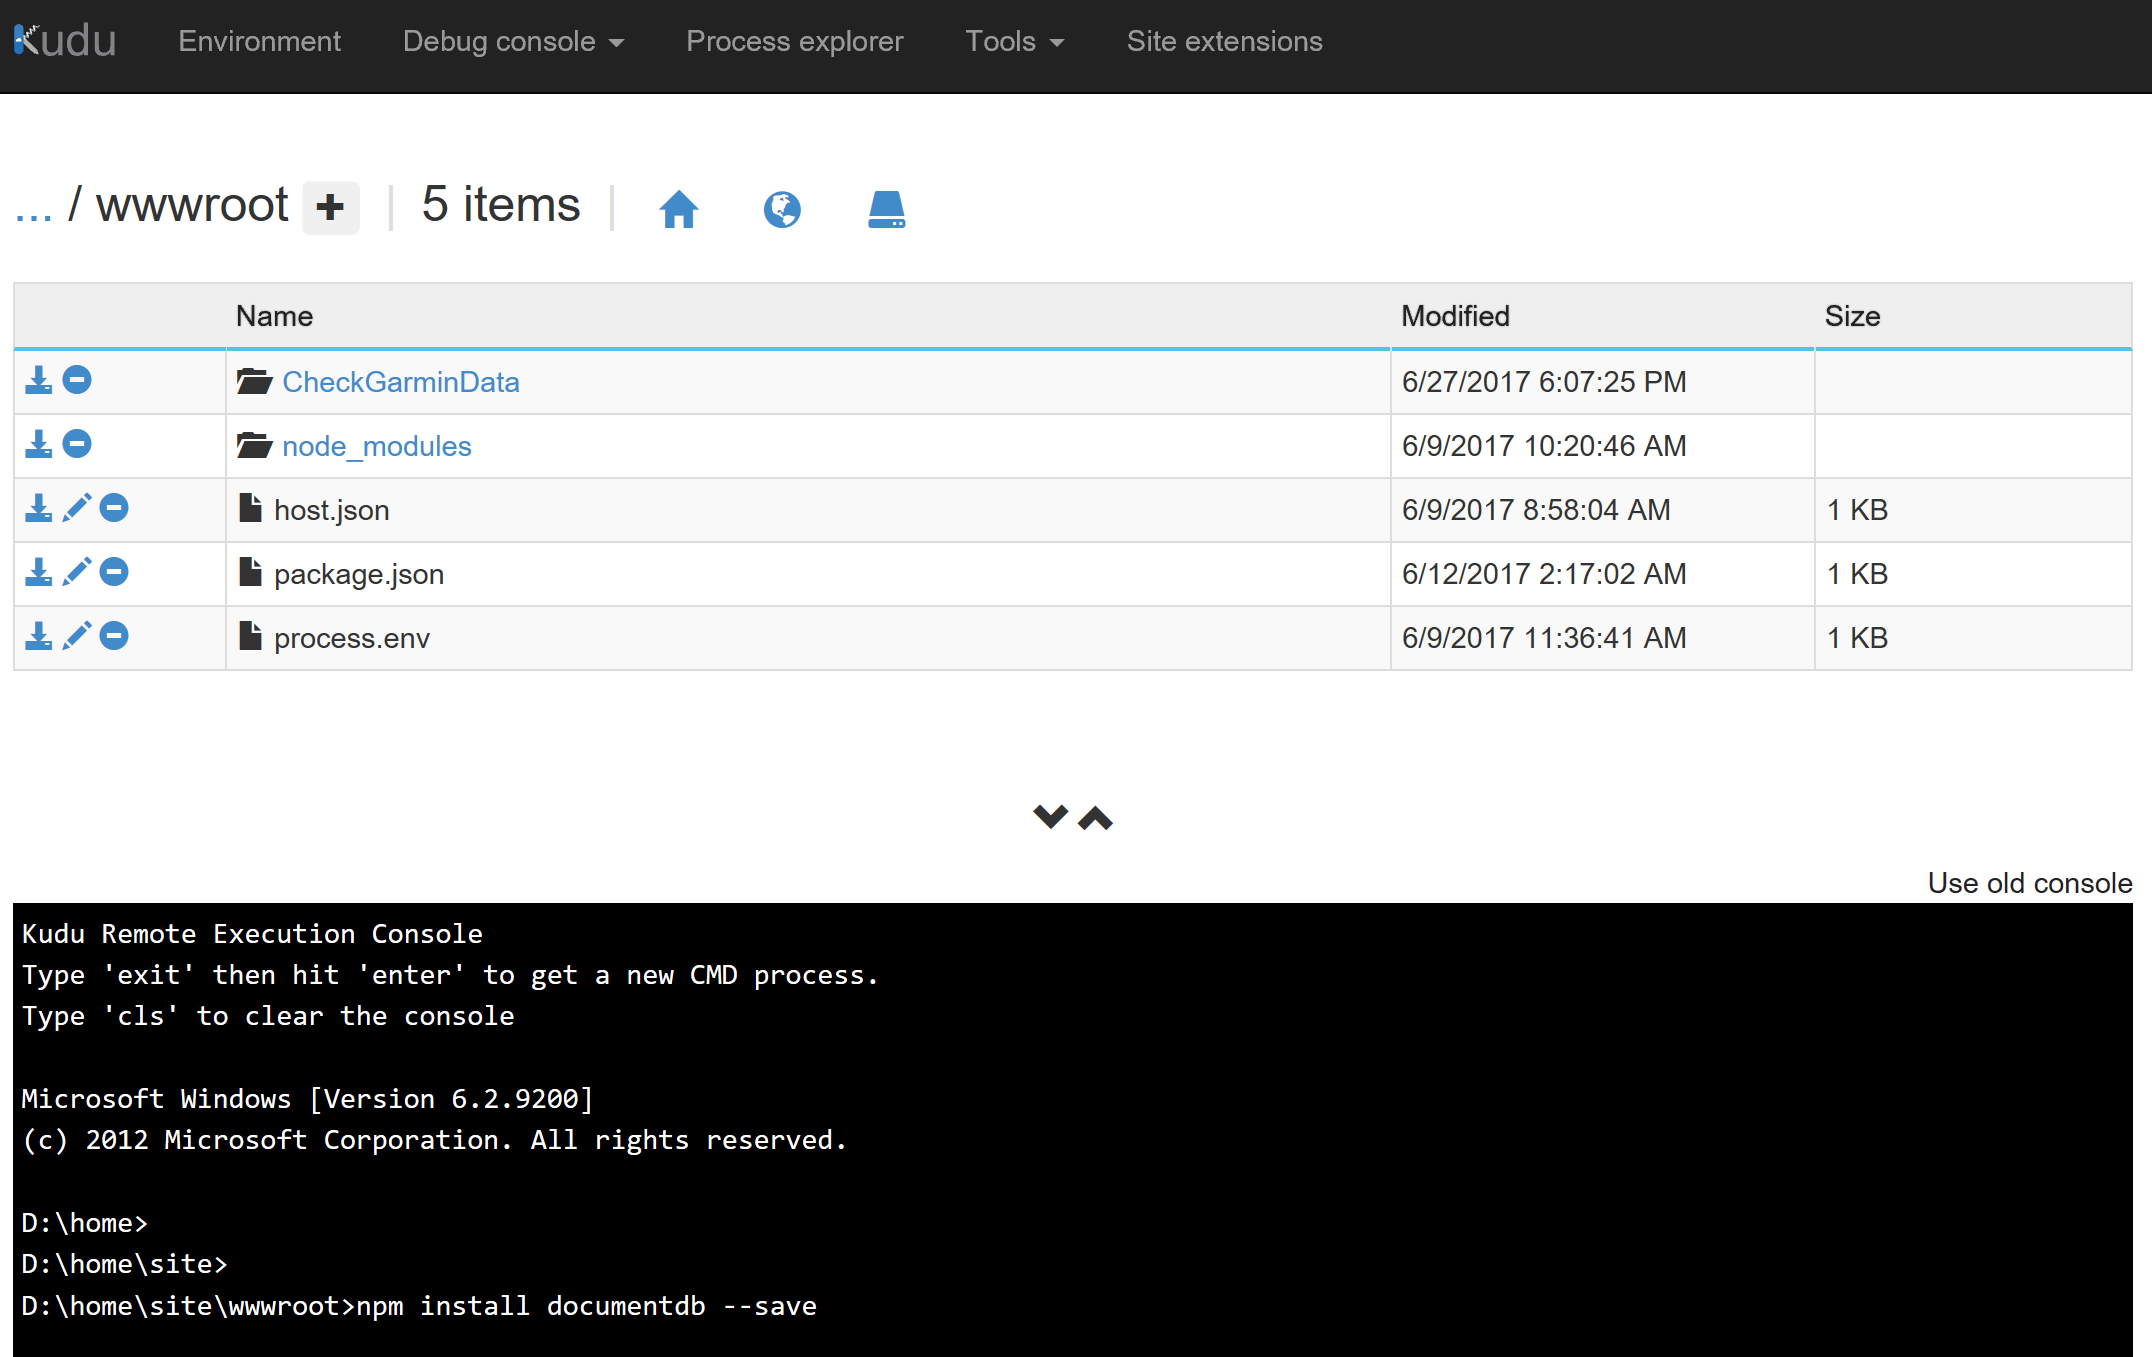 Kudu Environment Debug console Process explorer Tools Site extensions
... / wwwroot | 5 items |
Name Modified Size
CheckGarminData 6/27/2017 6:07:25 PM
node_modules 6/9/2017 10:20:46 AM
host.json 6/9/2017 8:58:04 AM 1 KB
package.json 6/12/2017 2:17:02 AM 1 KB
process.env 6/9/2017 11:36:41 AM 1 KB
Use old console
Kudu Remote Execution Console
Type 'exit' then hit 'enter' to get a new CMD process.
Type 'cls' to clear the console
Microsoft Windows [Version 6.2.9200]
(c) 2012 Microsoft Corporation. All rights reserved.
D:\home>
D:\home\site>
D:\home\site\wwwroot>npm install documentdb --save